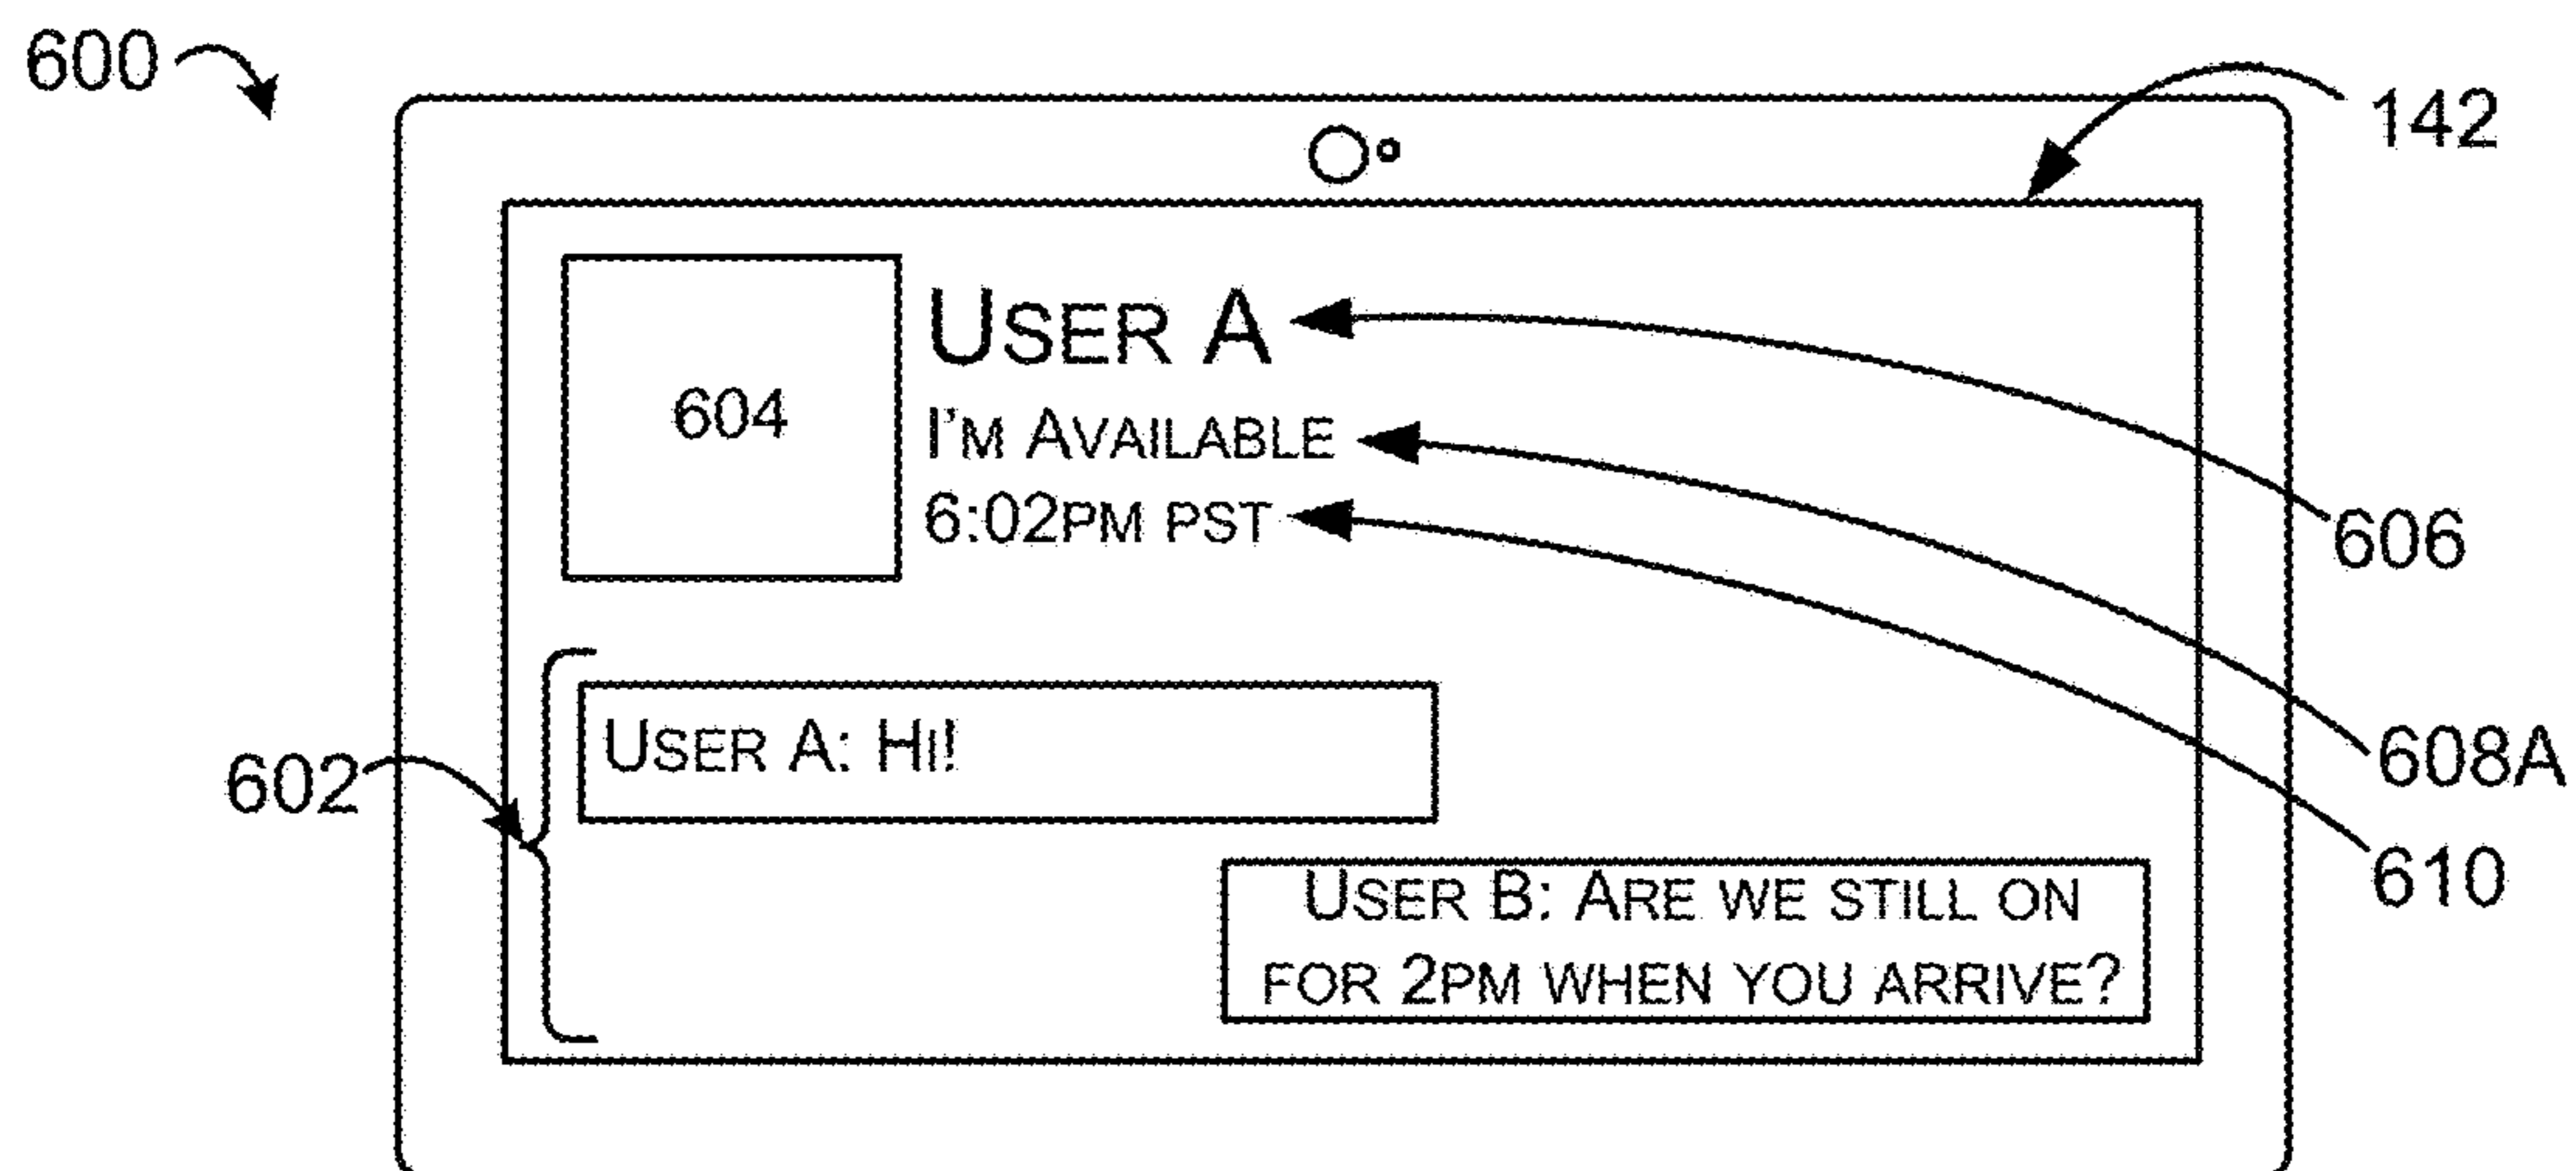 600
142
USER A
604
I'M AVAILABLE
6:02PM PST
606
USER A: HI!
602
608A
610
USER B: ARE WE STILL ON
FOR 2PM WHEN YOU ARRIVE?